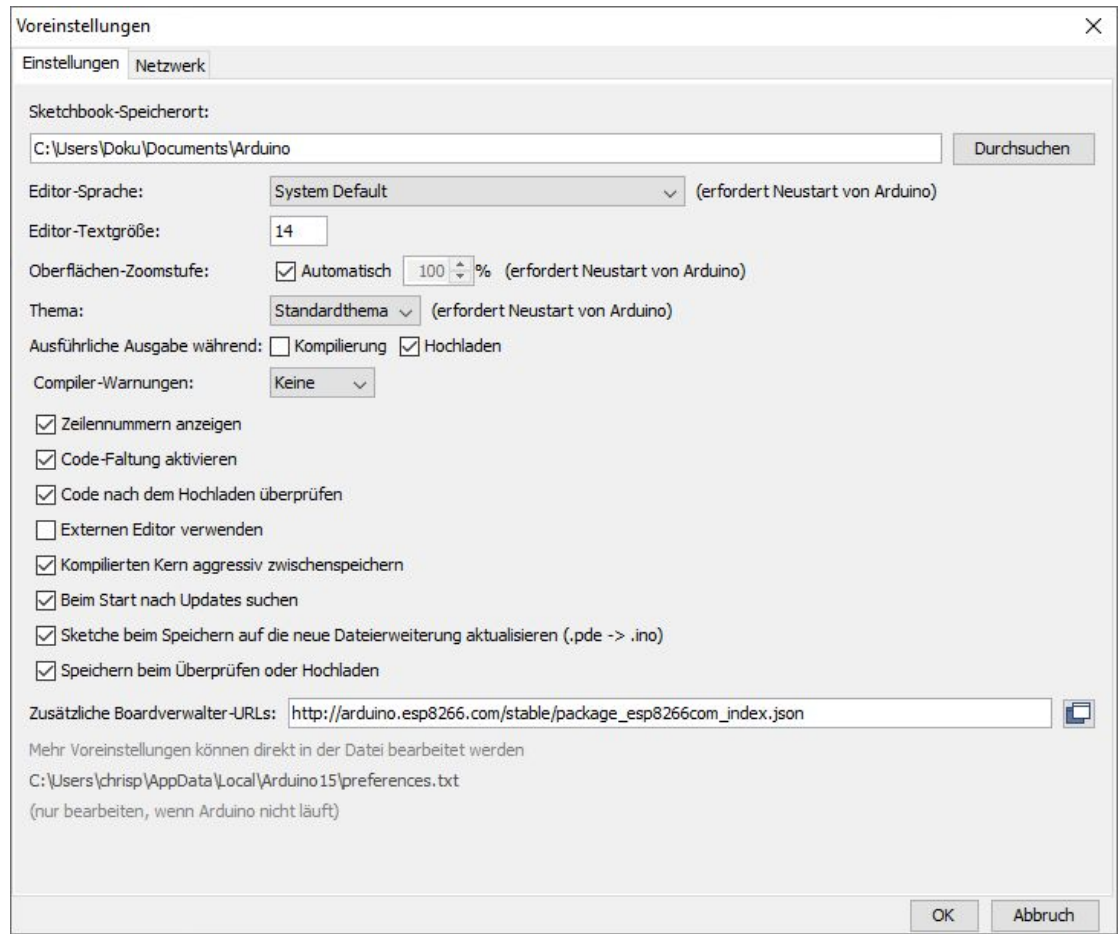 Voreinstellungen
Einstellungen Netzwerk
Sketchbook-Speicherort:
C:\Users\Doku\Documents\Arduino Durchsuchen
Editor-Sprache: System Default (erfordert Neustart von Arduino)
Editor-Textgröße: 14
Oberflächen-Zoomstufe: Automatisch 100 % (erfordert Neustart von Arduino)
Thema: Standardthema (erfordert Neustart von Arduino)
Ausführliche Ausgabe während: Kompilierung Hochladen
Compiler-Warnungen: Keine
Zeilennummern anzeigen
Code-Faltung aktivieren
Code nach dem Hochladen überprüfen
Externen Editor verwenden
Kompilierten Kern aggressiv zwischenspeichern
Beim Start nach Updates suchen
Sketche beim Speichern auf die neue Dateierweiterung aktualisieren (.pde -> .ino)
Speichern beim Überprüfen oder Hochladen
Zusätzliche Boardverwalter-URLs: http://arduino.esp8266.com/stable/package_esp8266com_index.json
Mehr Voreinstellungen können direkt in der Datei bearbeitet werden
C:\Users\chrisp\AppData\Local\Arduino15\preferences.txt
(nur bearbeiten, wenn Arduino nicht läuft)
OK Abbruch